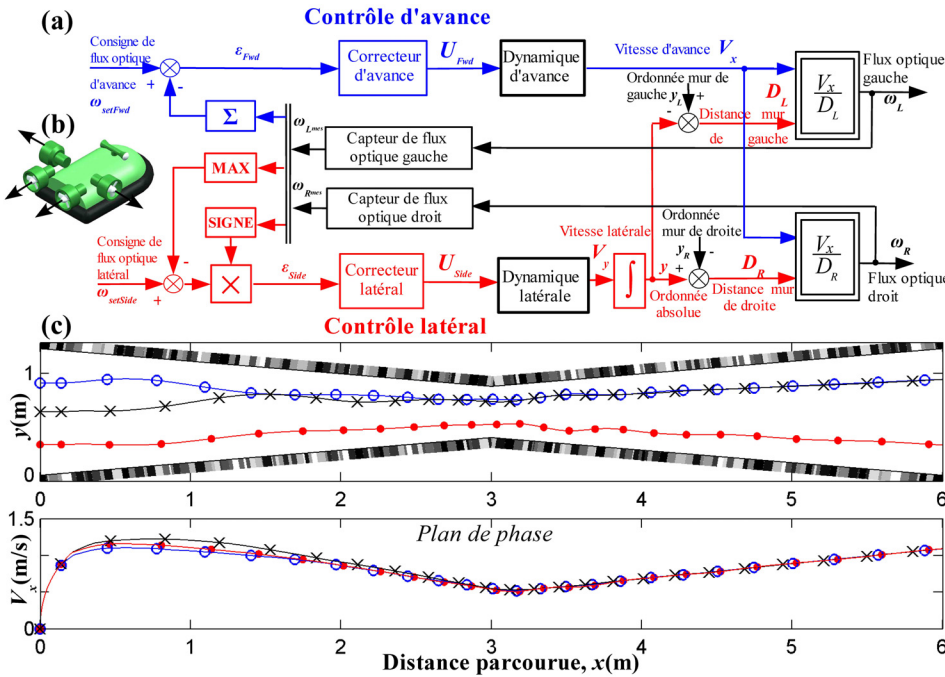 (a)
Contrôle d'avance
Consigne de
flux optique
d'avance
ω_setFwd
+
-
ε_Fwd
Correcteur
d'avance
U_Fwd
Dynamique
d'avance
Vitesse d'avance V_x
Ordonnée mur
de gauche y_L
+
-
D_L
Distance mur
de gauche
V_x
D_L
Flux optique
gauche
ω_L
Σ
(b)
ω_Lmes
Capteur de flux
optique gauche
MAX
ω_Rmes
Capteur de flux
optique droit
SIGNE
Consigne de
flux optique
latéral
ω_setSide
-
+
×
ε_Side
Correcteur
latéral
U_Side
Dynamique
latérale
Vitesse latérale
V_y
∫
y
Ordonnée
absolue
Ordonnée
mur de droite
y_R
-
+
D_R
Distance mur
de droite
V_x
D_R
ω_R
Flux optique
droit
(c)
Contrôle latéral
y(m)
1
0
0 1 2 3 4 5 6
Plan de phase
V_x(m/s)
1.5
0
0 1 2 3 4 5 6
Distance parcourue, x(m)